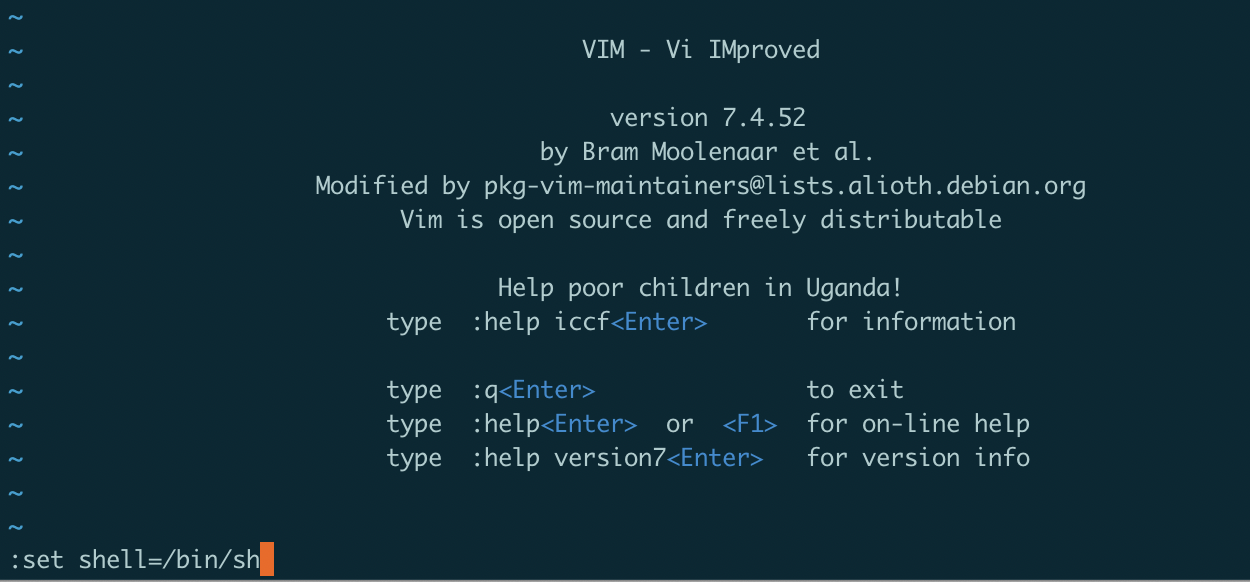 ~
~ VIM - Vi IMproved
~
~ version 7.4.52
~ by Bram Moolenaar et al.
~ Modified by pkg-vim-maintainers@lists.alioth.debian.org
~ Vim is open source and freely distributable
~
~ Help poor children in Uganda!
~ type :help iccf<Enter> for information
~
~ type :q<Enter> to exit
~ type :help<Enter> or <F1> for on-line help
~ type :help version7<Enter> for version info
~
~
:set shell=/bin/sh